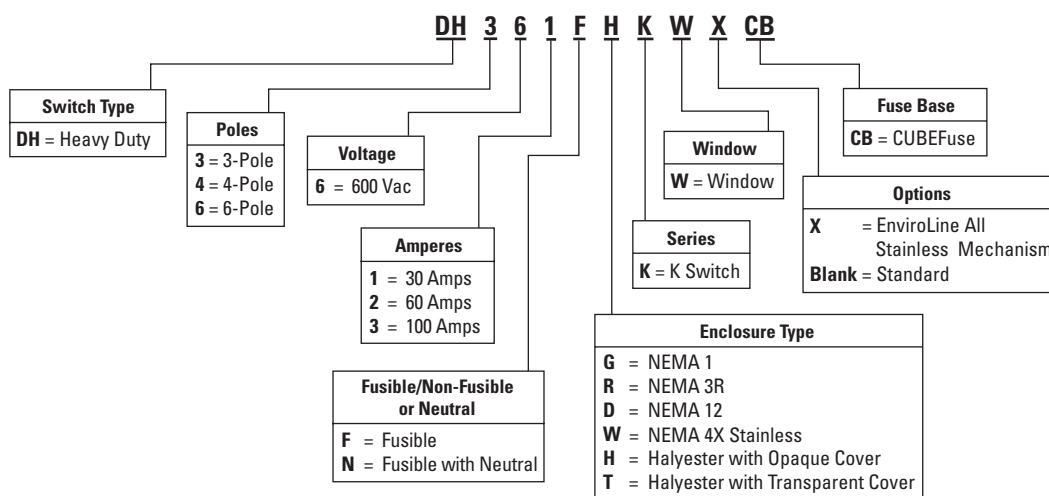 DH 3 6 1 F H K W X CB
Switch Type
DH = Heavy Duty
Poles
3 = 3-Pole
4 = 4-Pole
6 = 6-Pole
Voltage
6 = 600 Vac
Amperes
1 = 30 Amps
2 = 60 Amps
3 = 100 Amps
Fusible/Non-Fusible
or Neutral
F = Fusible
N = Fusible with Neutral
Enclosure Type
G = NEMA 1
R = NEMA 3R
D = NEMA 12
W = NEMA 4X Stainless
H = Halyester with Opaque Cover
T = Halyester with Transparent Cover
Series
K = K Switch
Window
W = Window
Options
X = EnviroLine All
Stainless Mechanism
Blank = Standard
Fuse Base
CB = CUBEFuse